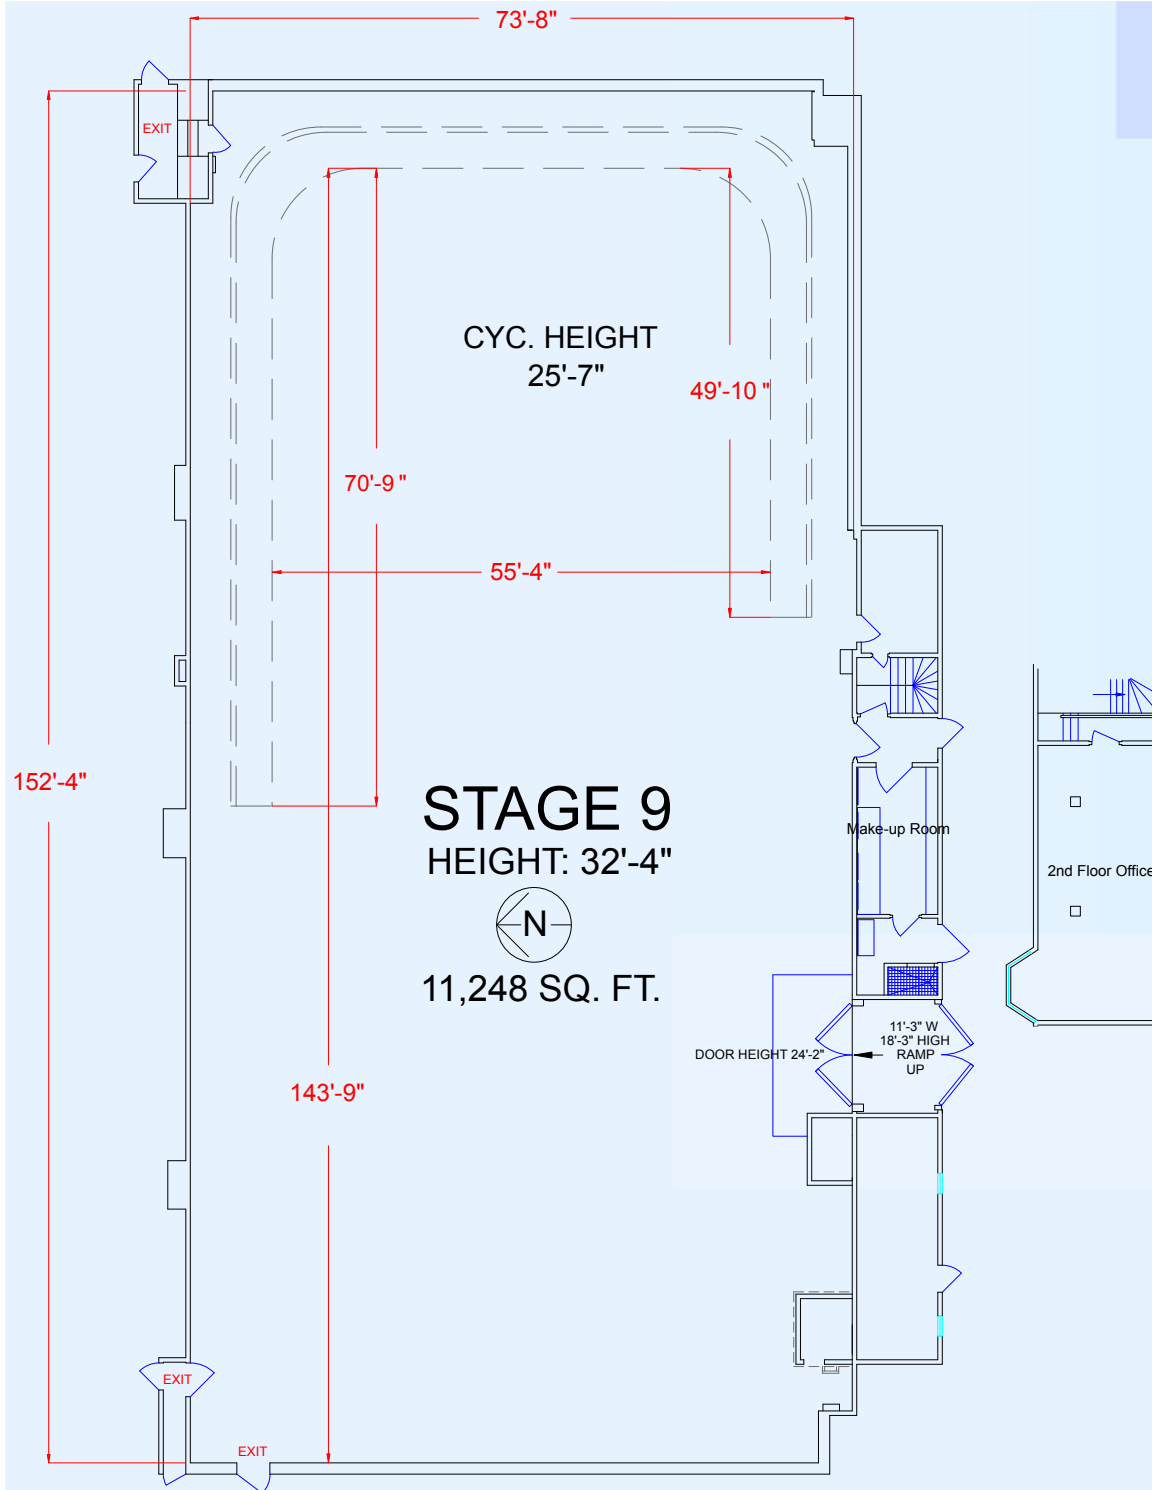 73'-8"
EXIT
CYC. HEIGHT
25'-7"
49'-10 "
70'-9 "
55'-4"
152'-4"
STAGE 9
HEIGHT: 32'-4"
N
11,248 SQ. FT.
Make-up Room
2nd Floor Office
11'-3" W
18'-3" HIGH
RAMP
UP
DOOR HEIGHT 24'-2"
143'-9"
EXIT
EXIT